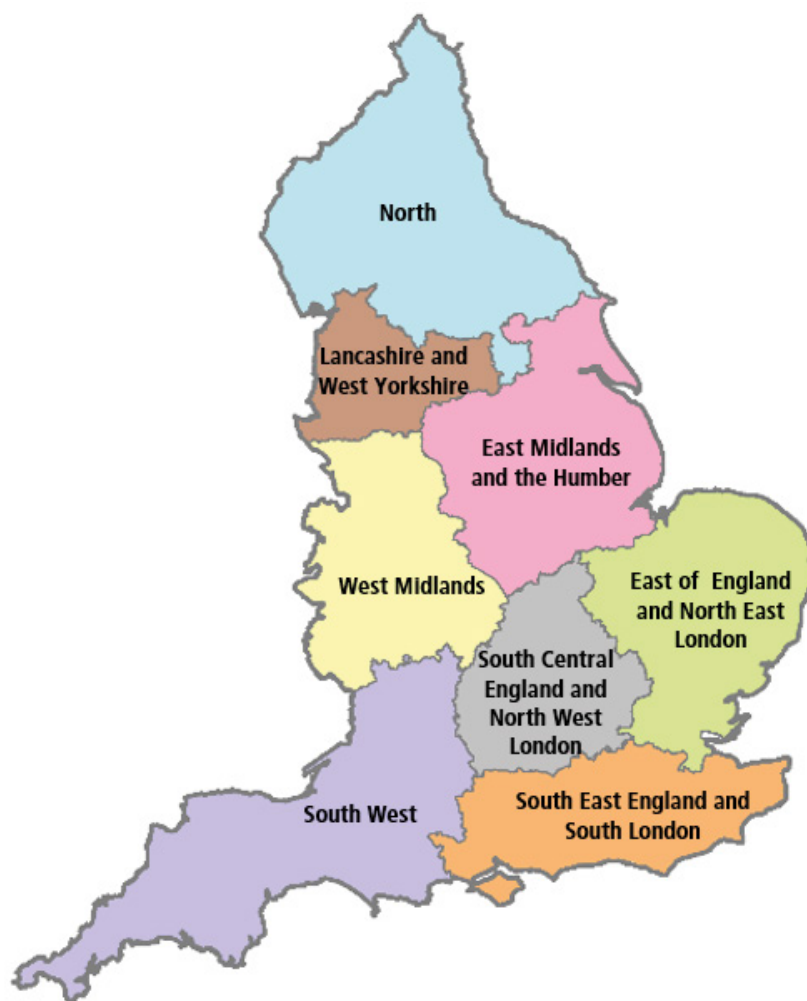 North
Lancashire and
West Yorkshire
East Midlands
and the Humber
West Midlands
East of England
and North East
London
South Central
England and
North West
London
South West
South East England and
South London